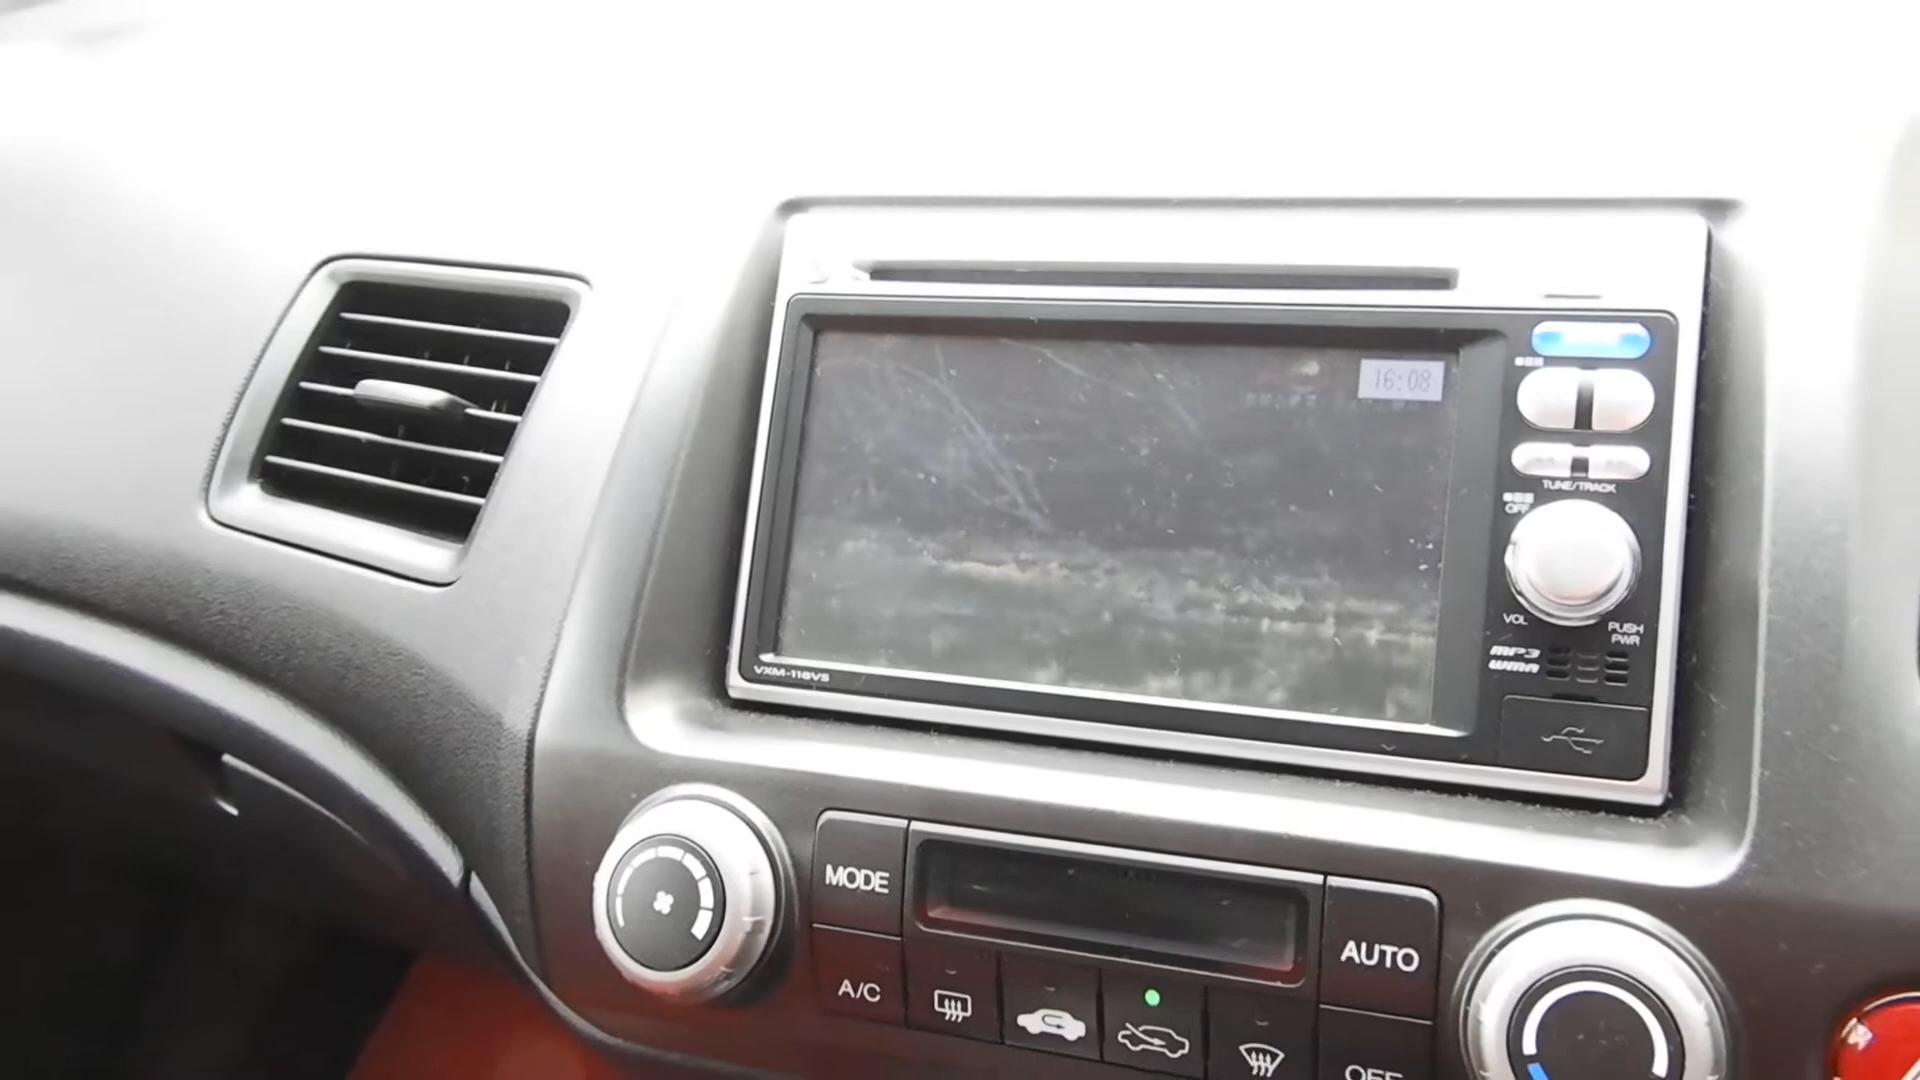 16:08
TUNE/TRACK
OFF
VOL
PUSH
PWR
MP3
WMA
VXM-118VS
MODE
AUTO
A/C
OFF